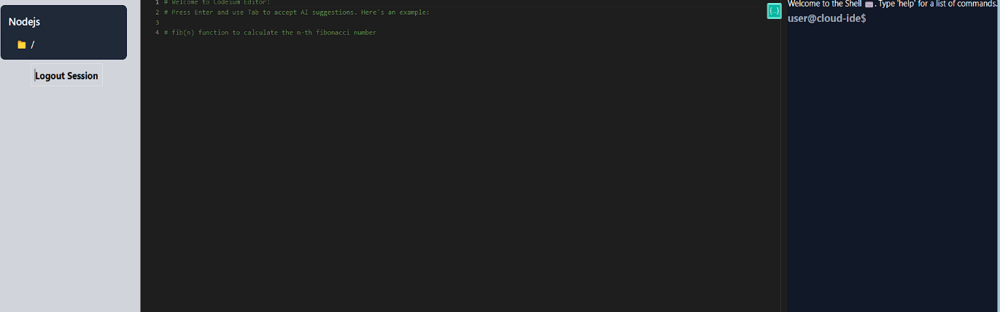 Nodejs
/
Logout Session
1 # Welcome to Codeium Editor!
2 # Press Enter and use Tab to accept AI suggestions. Here's an example:
3
4 # fib(n) function to calculate the n-th fibonacci number
{...}
Welcome to the Shell . Type 'help' for a list of commands.
user@cloud-ide$